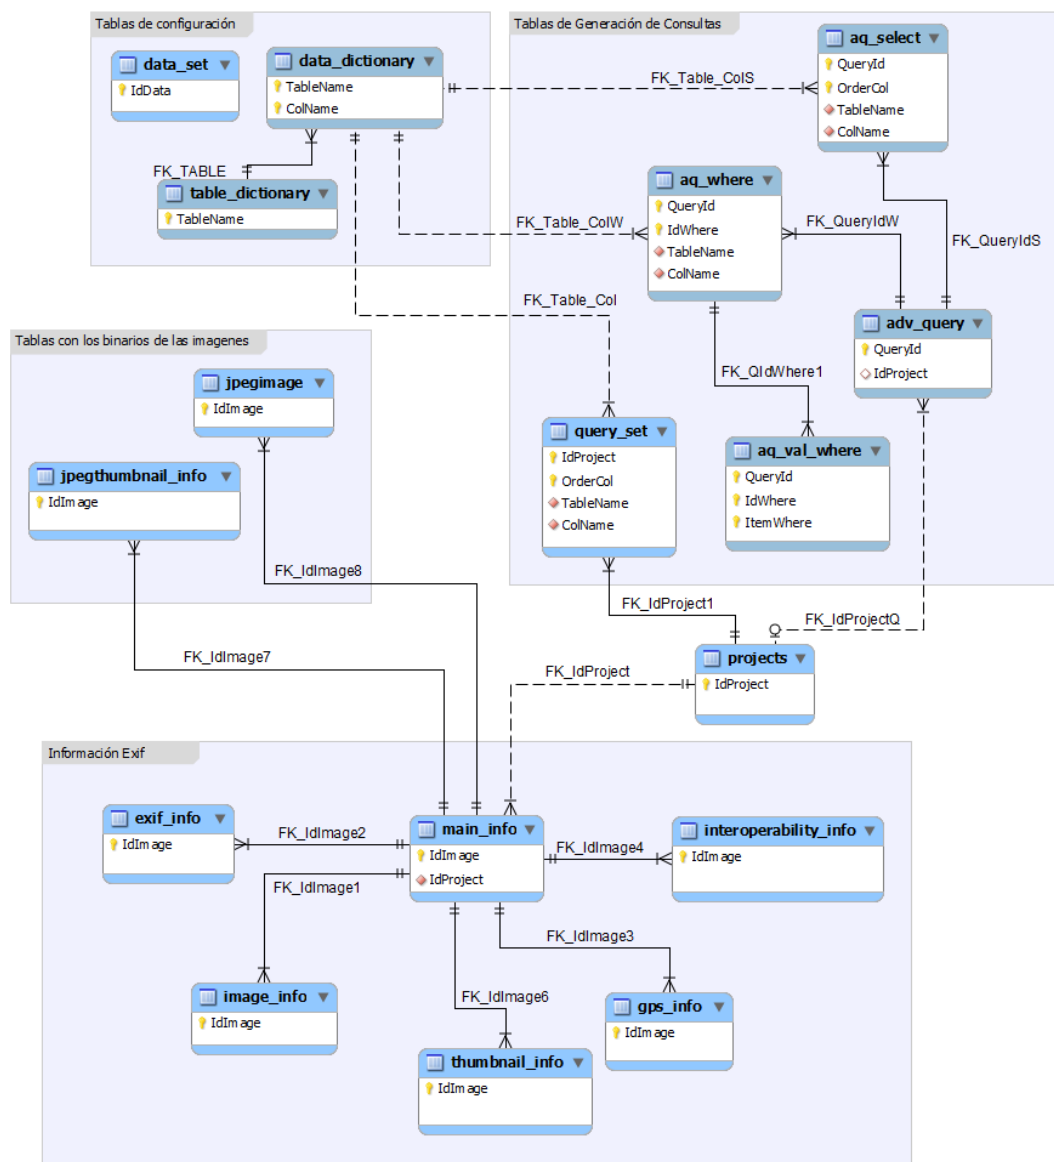 Tablas de configuración
data_set
IdData
data_dictionary
TableName
ColName
FK_TABLE
table_dictionary
TableName
Tablas de Generación de Consultas
aq_select
QueryId
OrderCol
TableName
ColName
FK_Table_ColS
aq_where
QueryId
IdWhere
TableName
ColName
FK_Table_ColW
FK_QueryIdW
FK_QueryIdS
FK_Table_Col
adv_query
QueryId
IdProject
FK_QIdWhere1
query_set
IdProject
OrderCol
TableName
ColName
aq_val_where
QueryId
IdWhere
ItemWhere
Tablas con los binarios de las imagenes
jpegimage
IdImage
jpegthumbnail_info
IdImage
FK_IdImage8
FK_IdImage7
FK_IdProject1
FK_IdProjectQ
projects
IdProject
FK_IdProject
Información Exif
exif_info
IdImage
FK_IdImage2
main_info
IdImage
IdProject
FK_IdImage4
interoperability_info
IdImage
FK_IdImage1
FK_IdImage3
image_info
IdImage
FK_IdImage6
gps_info
IdImage
thumbnail_info
IdImage